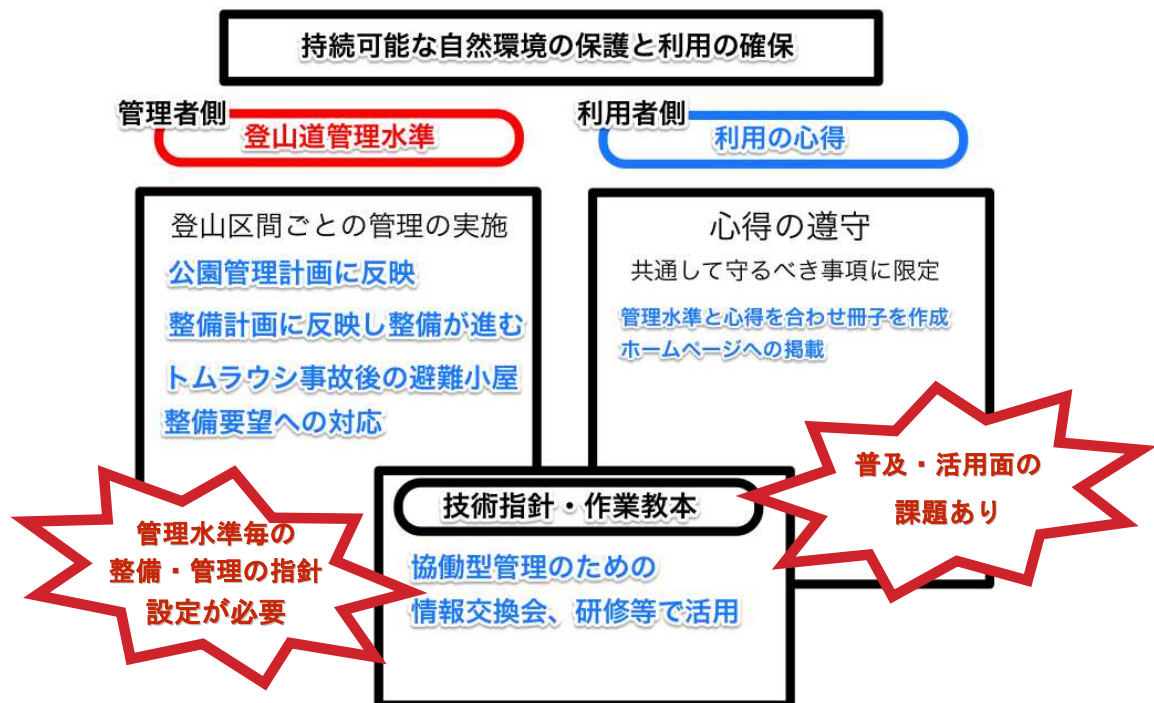 持続可能な自然環境の保護と利用の確保
管理者側
登山道管理水準
利用者側
利用の心得
登山区間ごとの管理の実施
公園管理計画に反映
整備計画に反映し整備が進む
トムラウシ事故後の避難小屋
整備要望への対応
心得の遵守
共通して守るべき事項に限定
管理水準と心得を合わせ冊子を作成
ホームページへの掲載
普及・活用面の
課題あり
管理水準毎の
整備・管理の指針
設定が必要
技術指針・作業教本
協働型管理のための
情報交換会、研修等で活用